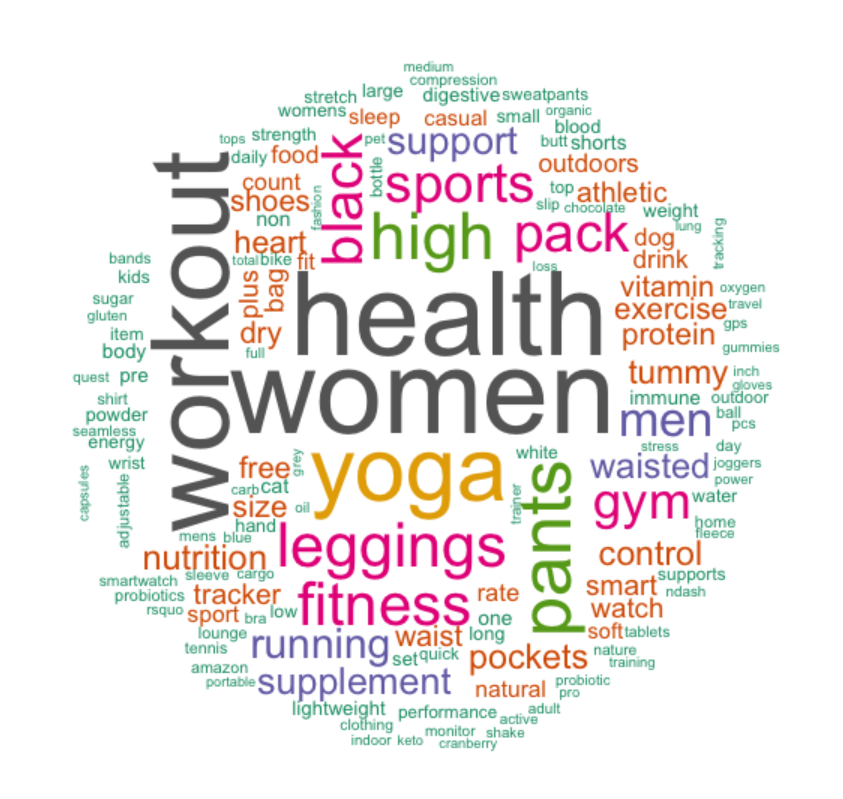 medium
compression
stretch
large
digestive
sweatpants
womens
sleep
casual
small
organic
blood
tops
strength
pet
support
butt
shorts
daily
food
black
bottle
sports
outdoors
count
shoes
fashion
top
athletic
slip
chocolate
weight
non
high
pack
lung
tracking
heart
dog
total
bike
fit
drink
bands
kids
plus
bag
loss
vitamin
oxygen
sugar
workout
health
exercise
travel
gluten
item
dry
protein
gps
body
full
gummies
quest
pre
women
tummy
inch
gloves
shirt
immune
outdoor
powder
men
ball
pcs
seamless
energy
yoga
white
stress
day
wrist
free
grey
waisted
joggers
capsules
adjustable
carb
cat
pants
power
size
oil
trainer
gym
water
hand
home
fleece
mens
blue
leggings
nutrition
control
smartwatch
sleeve
cargo
supports
probiotics
tracker
fitness
rate
smart
ndash
rsquo
sport
bra
low
one
watch
lounge
running
waist
long
soft
tablets
tennis
set
quick
pockets
nature
training
amazon
portable
supplement
natural
probiotic
pro
lightweight
performance
adult
clothing
active
indoor
keto
monitor
shake
cranberry